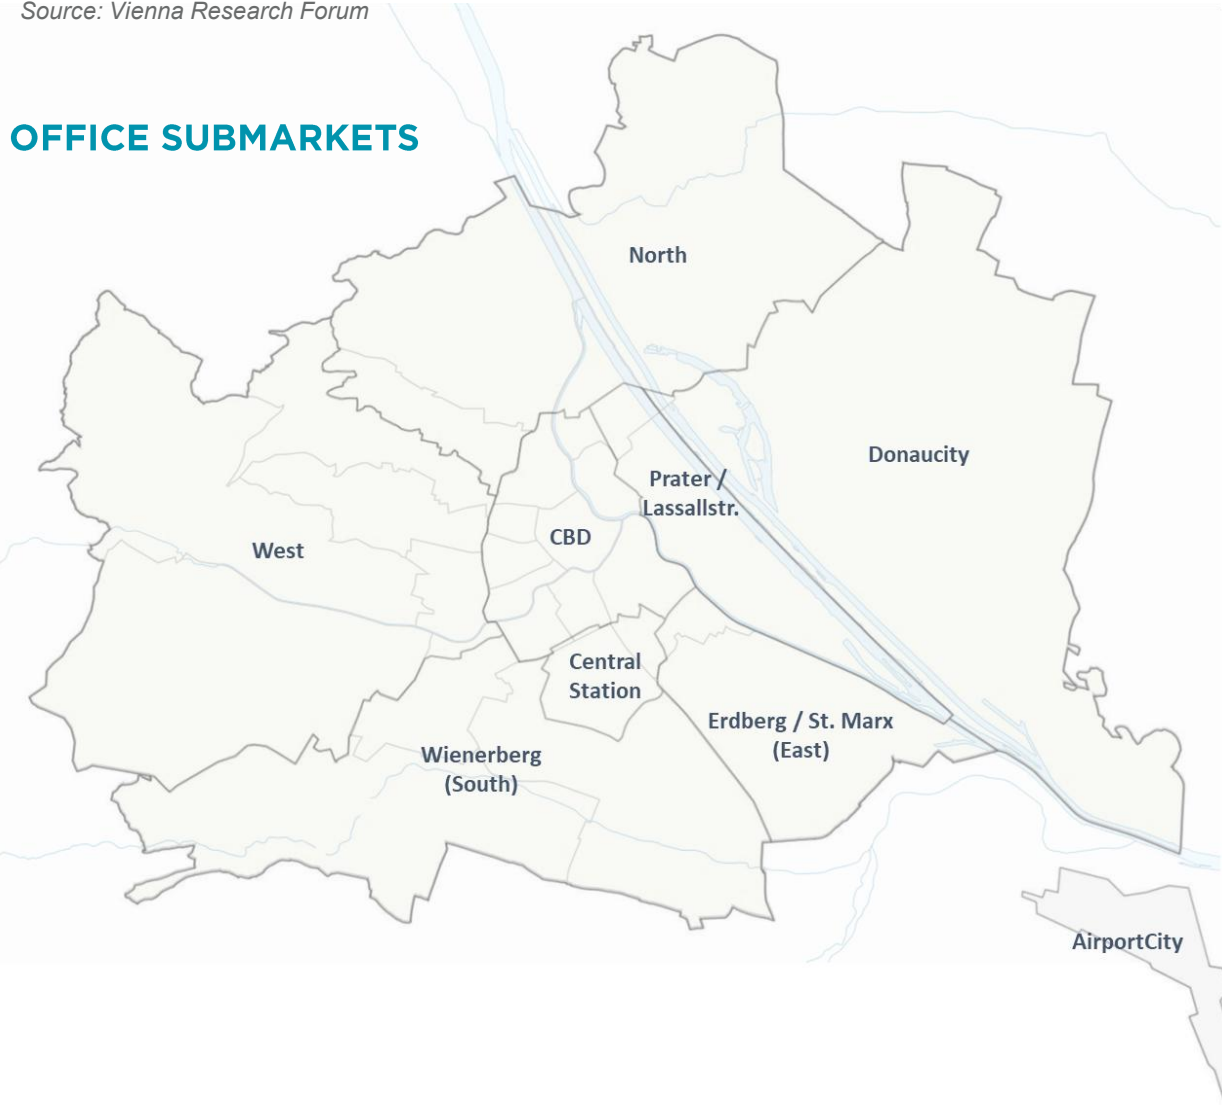 Source: Vienna Research Forum
OFFICE SUBMARKETS
North
Donaucity
Prater /
Lassallstr.
CBD
West
Central
Station
Erdberg / St. Marx
(East)
Wienerberg
(South)
AirportCity